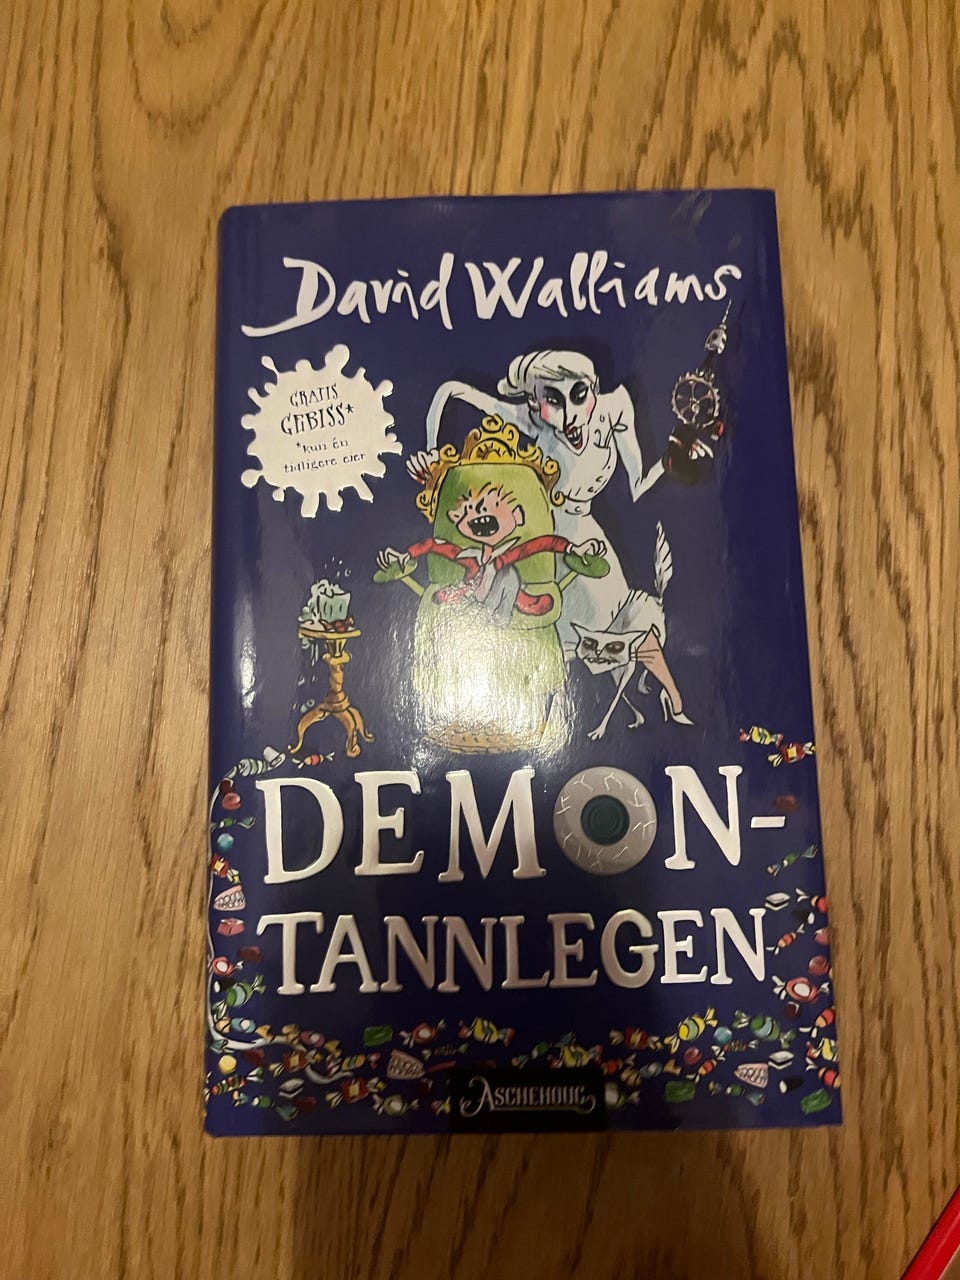 David Walliams
GRATIS
GEBISS*
*kun én
tidligere eier
DEMON-
TANNLEGEN
ASCHEHOUG